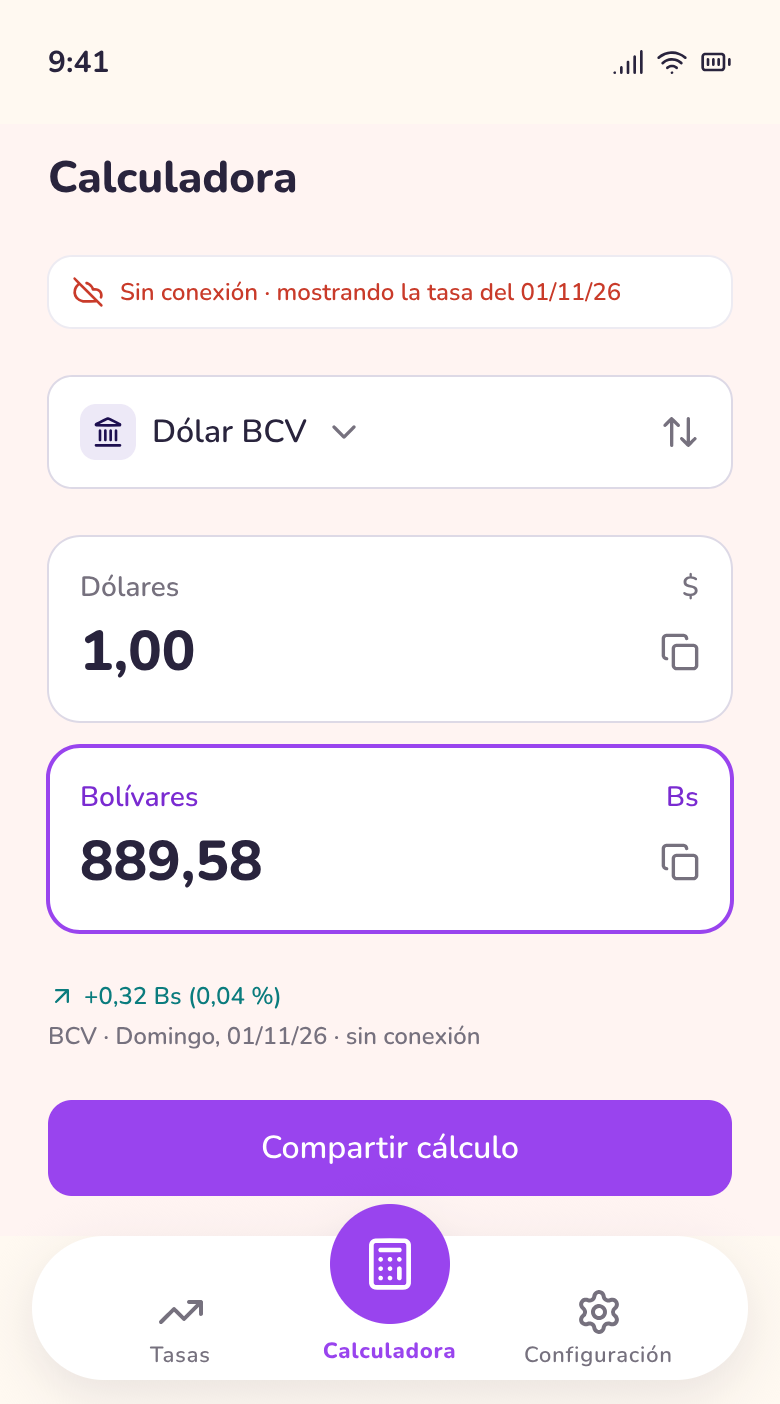 9:41
Calculadora
Sin conexión · mostrando la tasa del 01/11/26
Dólar BCV
Dólares $
1,00
Bolívares Bs
889,58
+0,32 Bs (0,04 %)
BCV · Domingo, 01/11/26 · sin conexión
Compartir cálculo
Tasas Calculadora Configuración